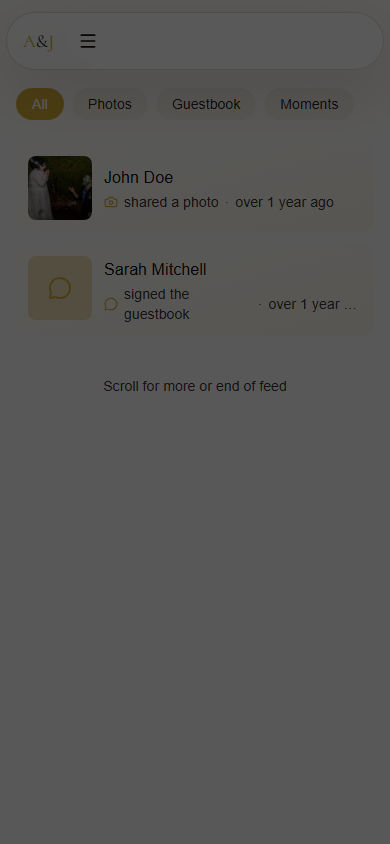 A&J
All Photos Guestbook Moments
John Doe
shared a photo · over 1 year ago
Sarah Mitchell
signed the
guestbook · over 1 year ...
Scroll for more or end of feed